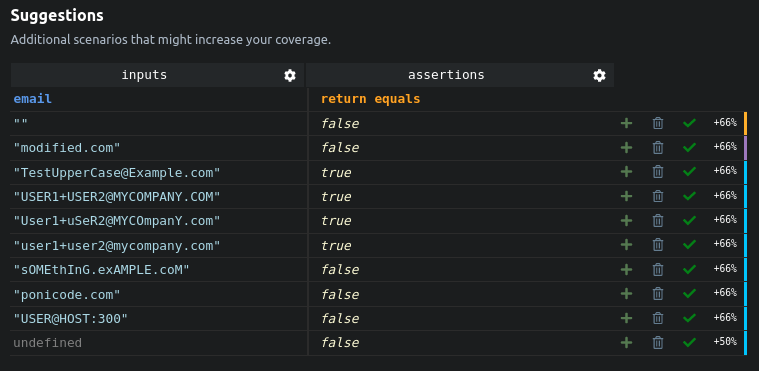 Suggestions
Additional scenarios that might increase your coverage.
inputs assertions
email return equals
"" false +66%
"modified.com" false +66%
"TestUpperCase@Example.com" true +66%
"USER1+USER2@MYCOMPANY.COM" true +66%
"User1+uSeR2@MYCOmpanY.com" true +66%
"user1+user2@mycompany.com" true +66%
"sOMEthInG.exAMPLE.coM" false +66%
"ponicode.com" false +66%
"USER@HOST:300" false +66%
undefined false +50%